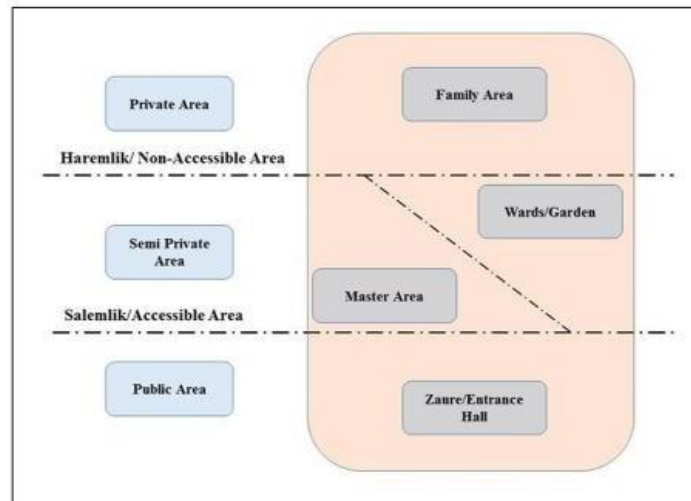 Private Area
Family Area
Haremlik/ Non-Accessible Area
Wards/Garden
Semi Private
Area
Master Area
Salemlik/Accessible Area
Public Area
Zaure/Entrance
Hall